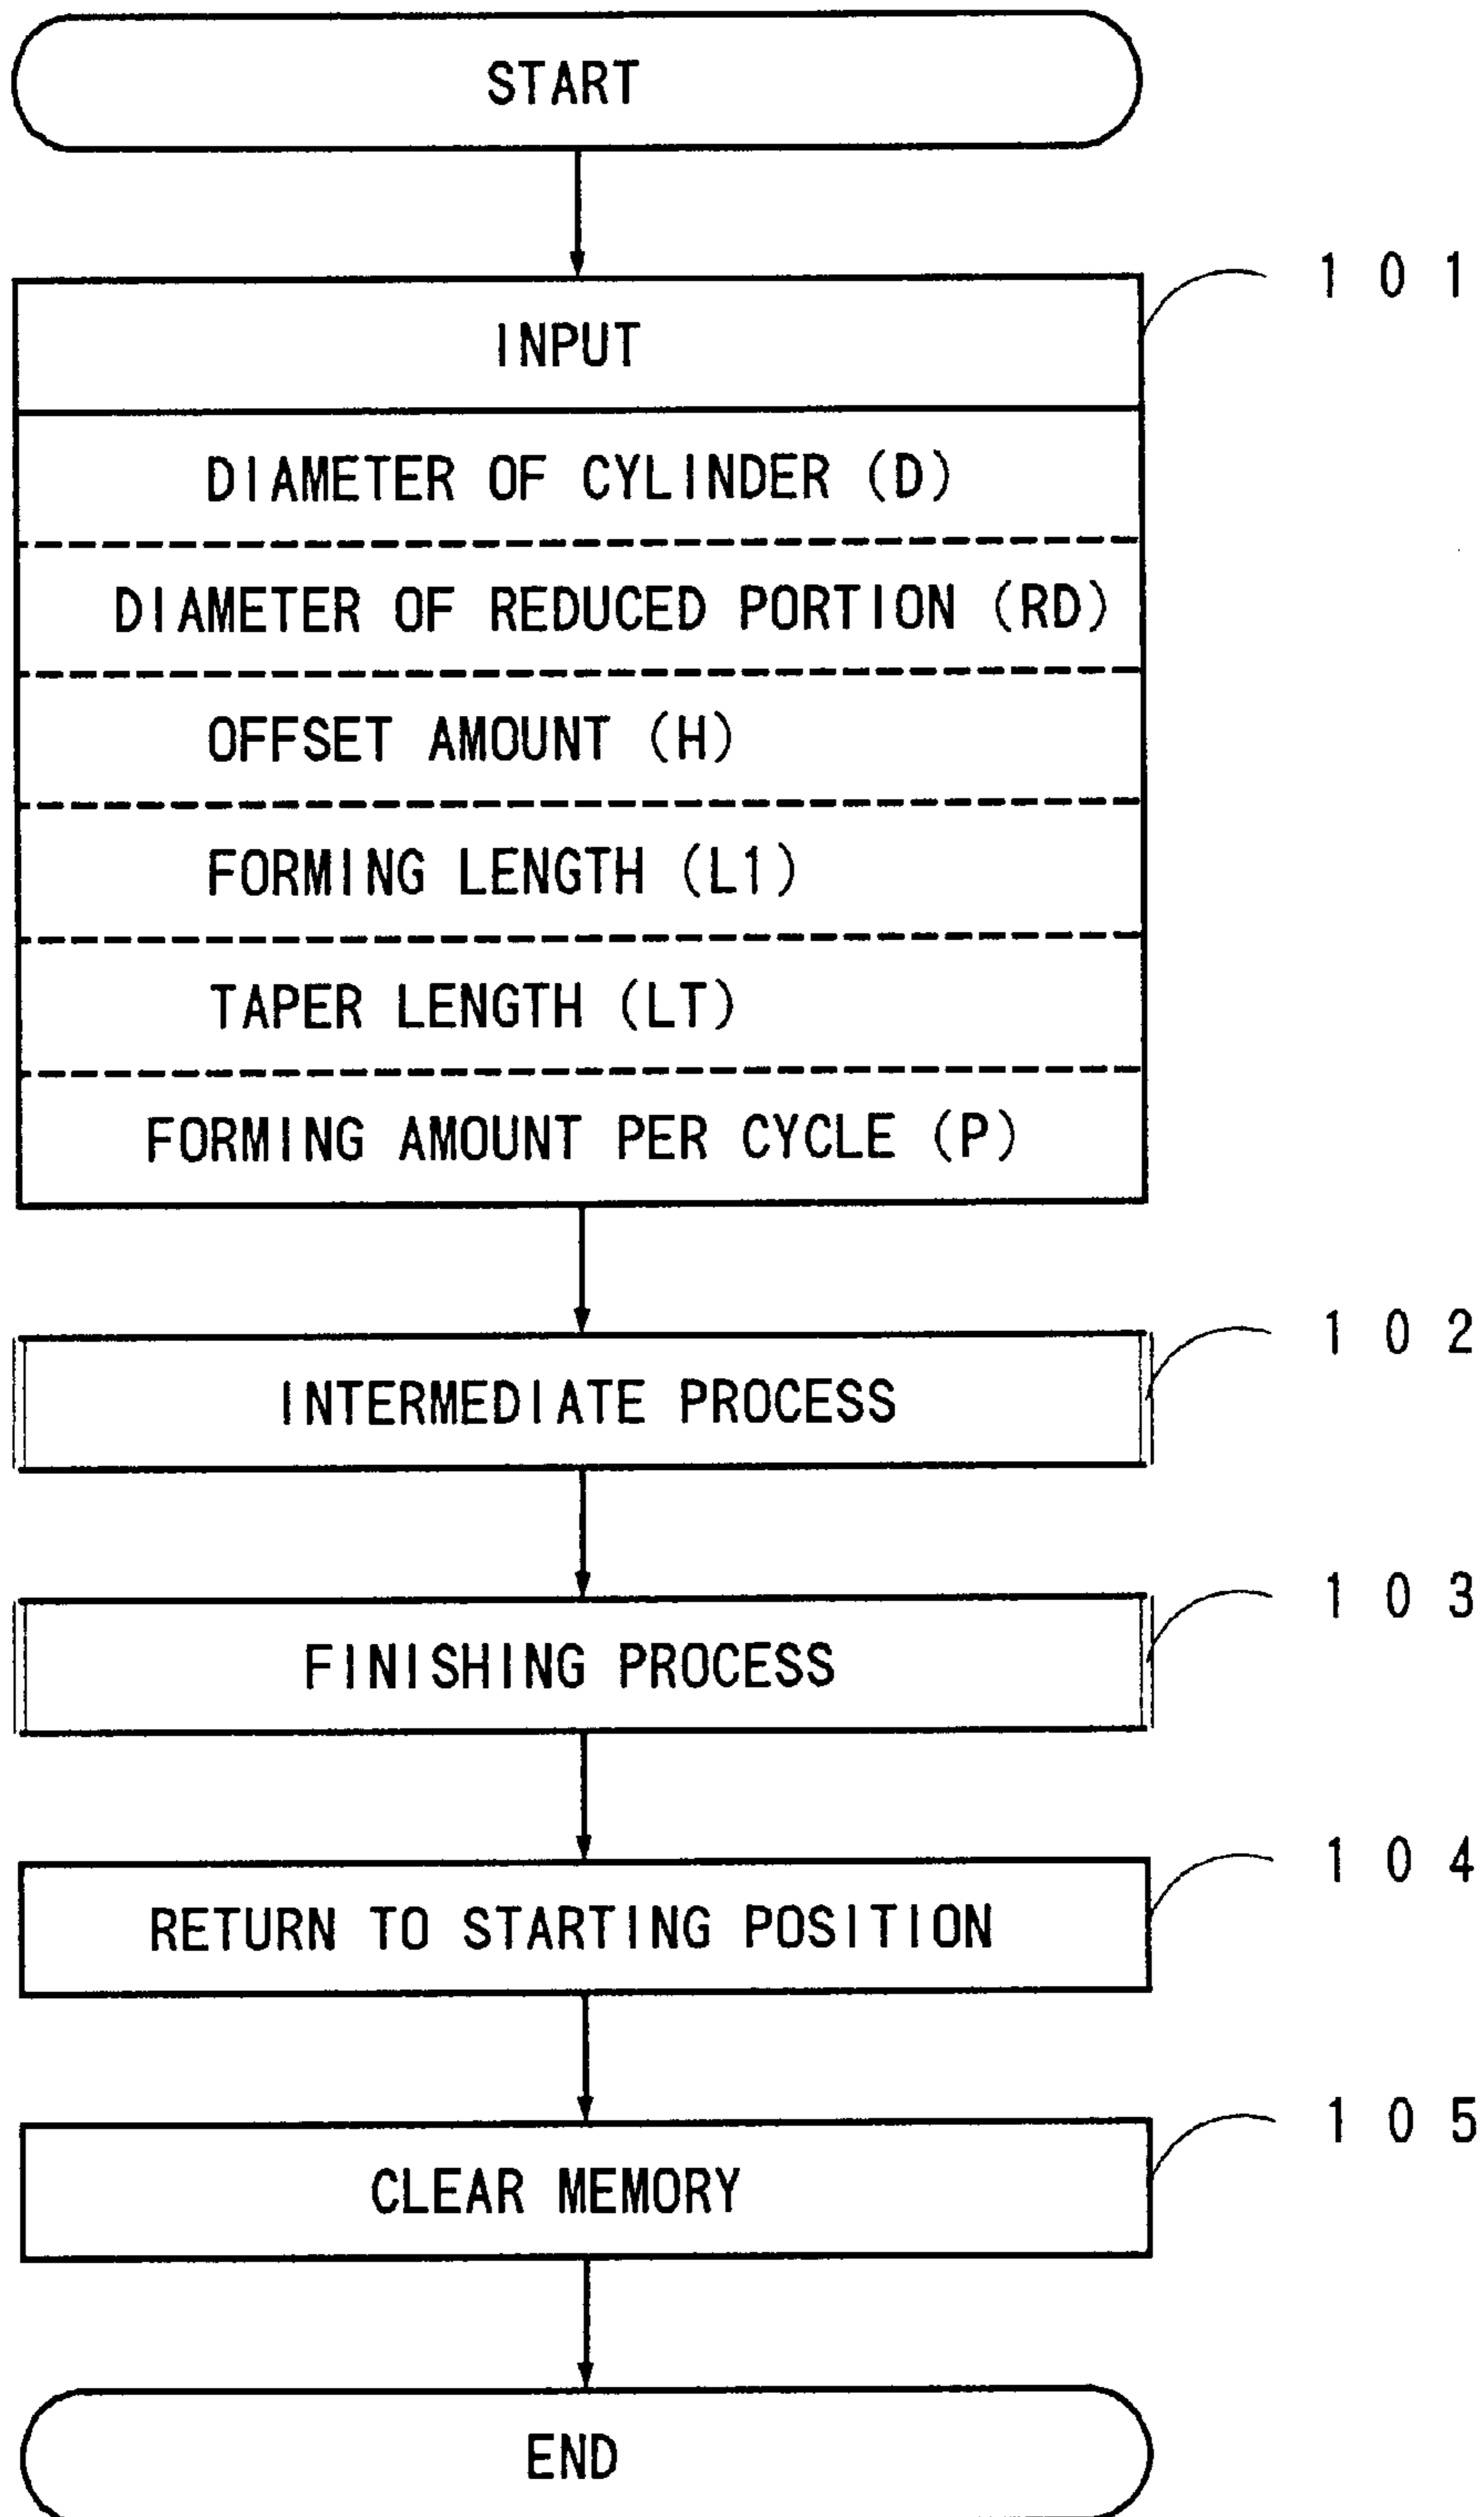 START
101
INPUT
DIAMETER OF CYLINDER (D)
DIAMETER OF REDUCED PORTION (RD)
OFFSET AMOUNT (H)
FORMING LENGTH (L1)
TAPER LENGTH (LT)
FORMING AMOUNT PER CYCLE (P)
102
INTERMEDIATE PROCESS
103
FINISHING PROCESS
104
RETURN TO STARTING POSITION
105
CLEAR MEMORY
END